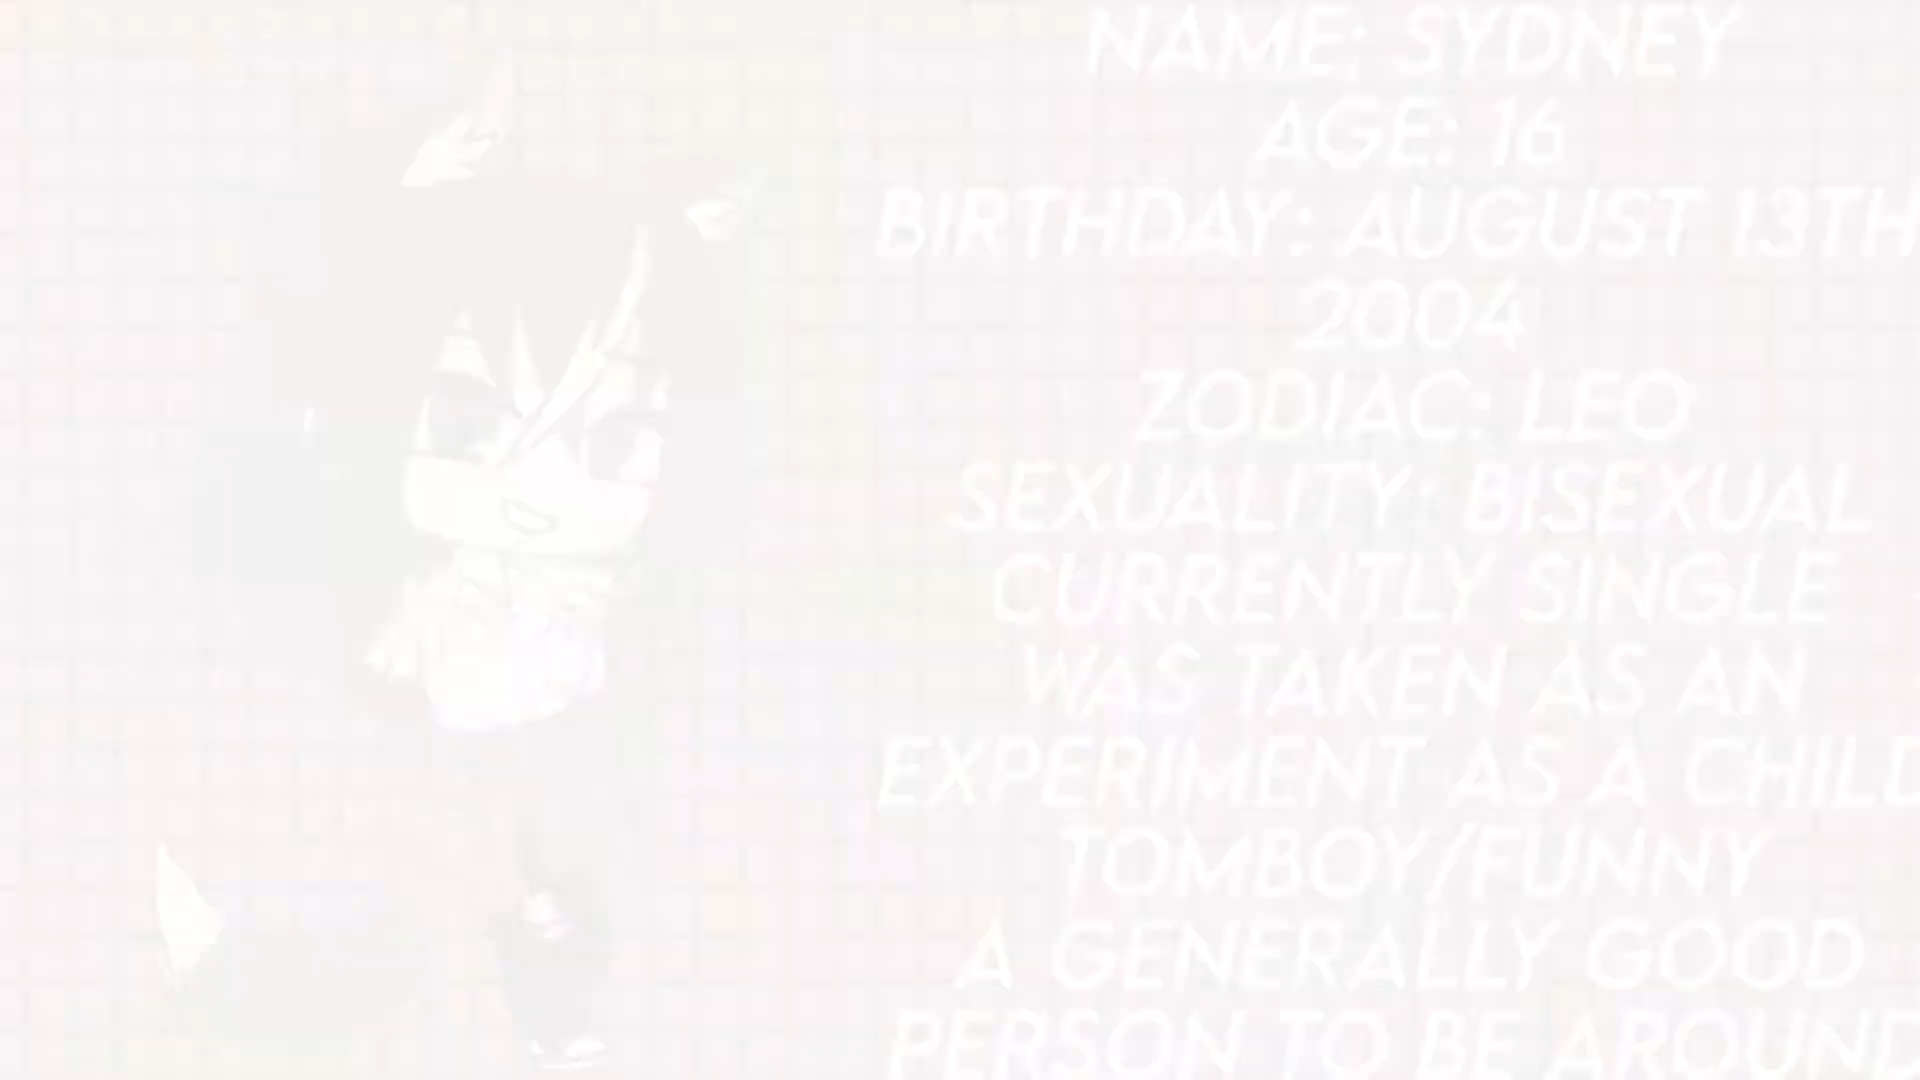 NAME: SYDNEY
AGE: 16
BIRTHDAY: AUGUST 13TH
2004
ZODIAC: LEO
SEXUALITY: BISEXUAL
CURRENTLY SINGLE
WAS TAKEN AS AN
EXPERIMENT AS A CHILD
TOMBOY/FUNNY
A GENERALLY GOOD
PERSON TO BE AROUND